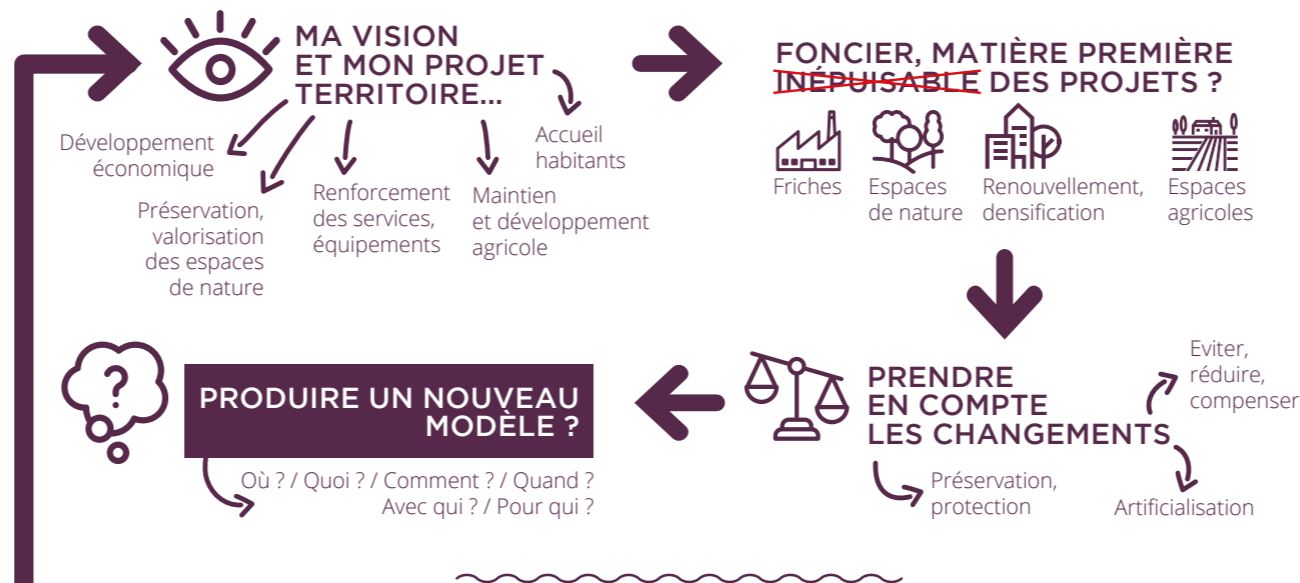 MA VISION
ET MON PROJET
TERRITOIRE...
Développement
économique
Préservation,
valorisation
des espaces
de nature
Renforcement
des services,
équipements
Maintien
et développement
agricole
Accueil
habitants
FONCIER, MATIÈRE PREMIÈRE
INÉPUISABLE DES PROJETS ?
Friches
Espaces
de nature
Renouvellement,
densification
Espaces
agricoles
PRENDRE
EN COMPTE
LES CHANGEMENTS
Eviter,
réduire,
compenser
Préservation,
protection
Artificialisation
?
PRODUIRE UN NOUVEAU
MODÈLE ?
Où ? / Quoi ? / Comment ? / Quand ?
Avec qui ? / Pour qui ?